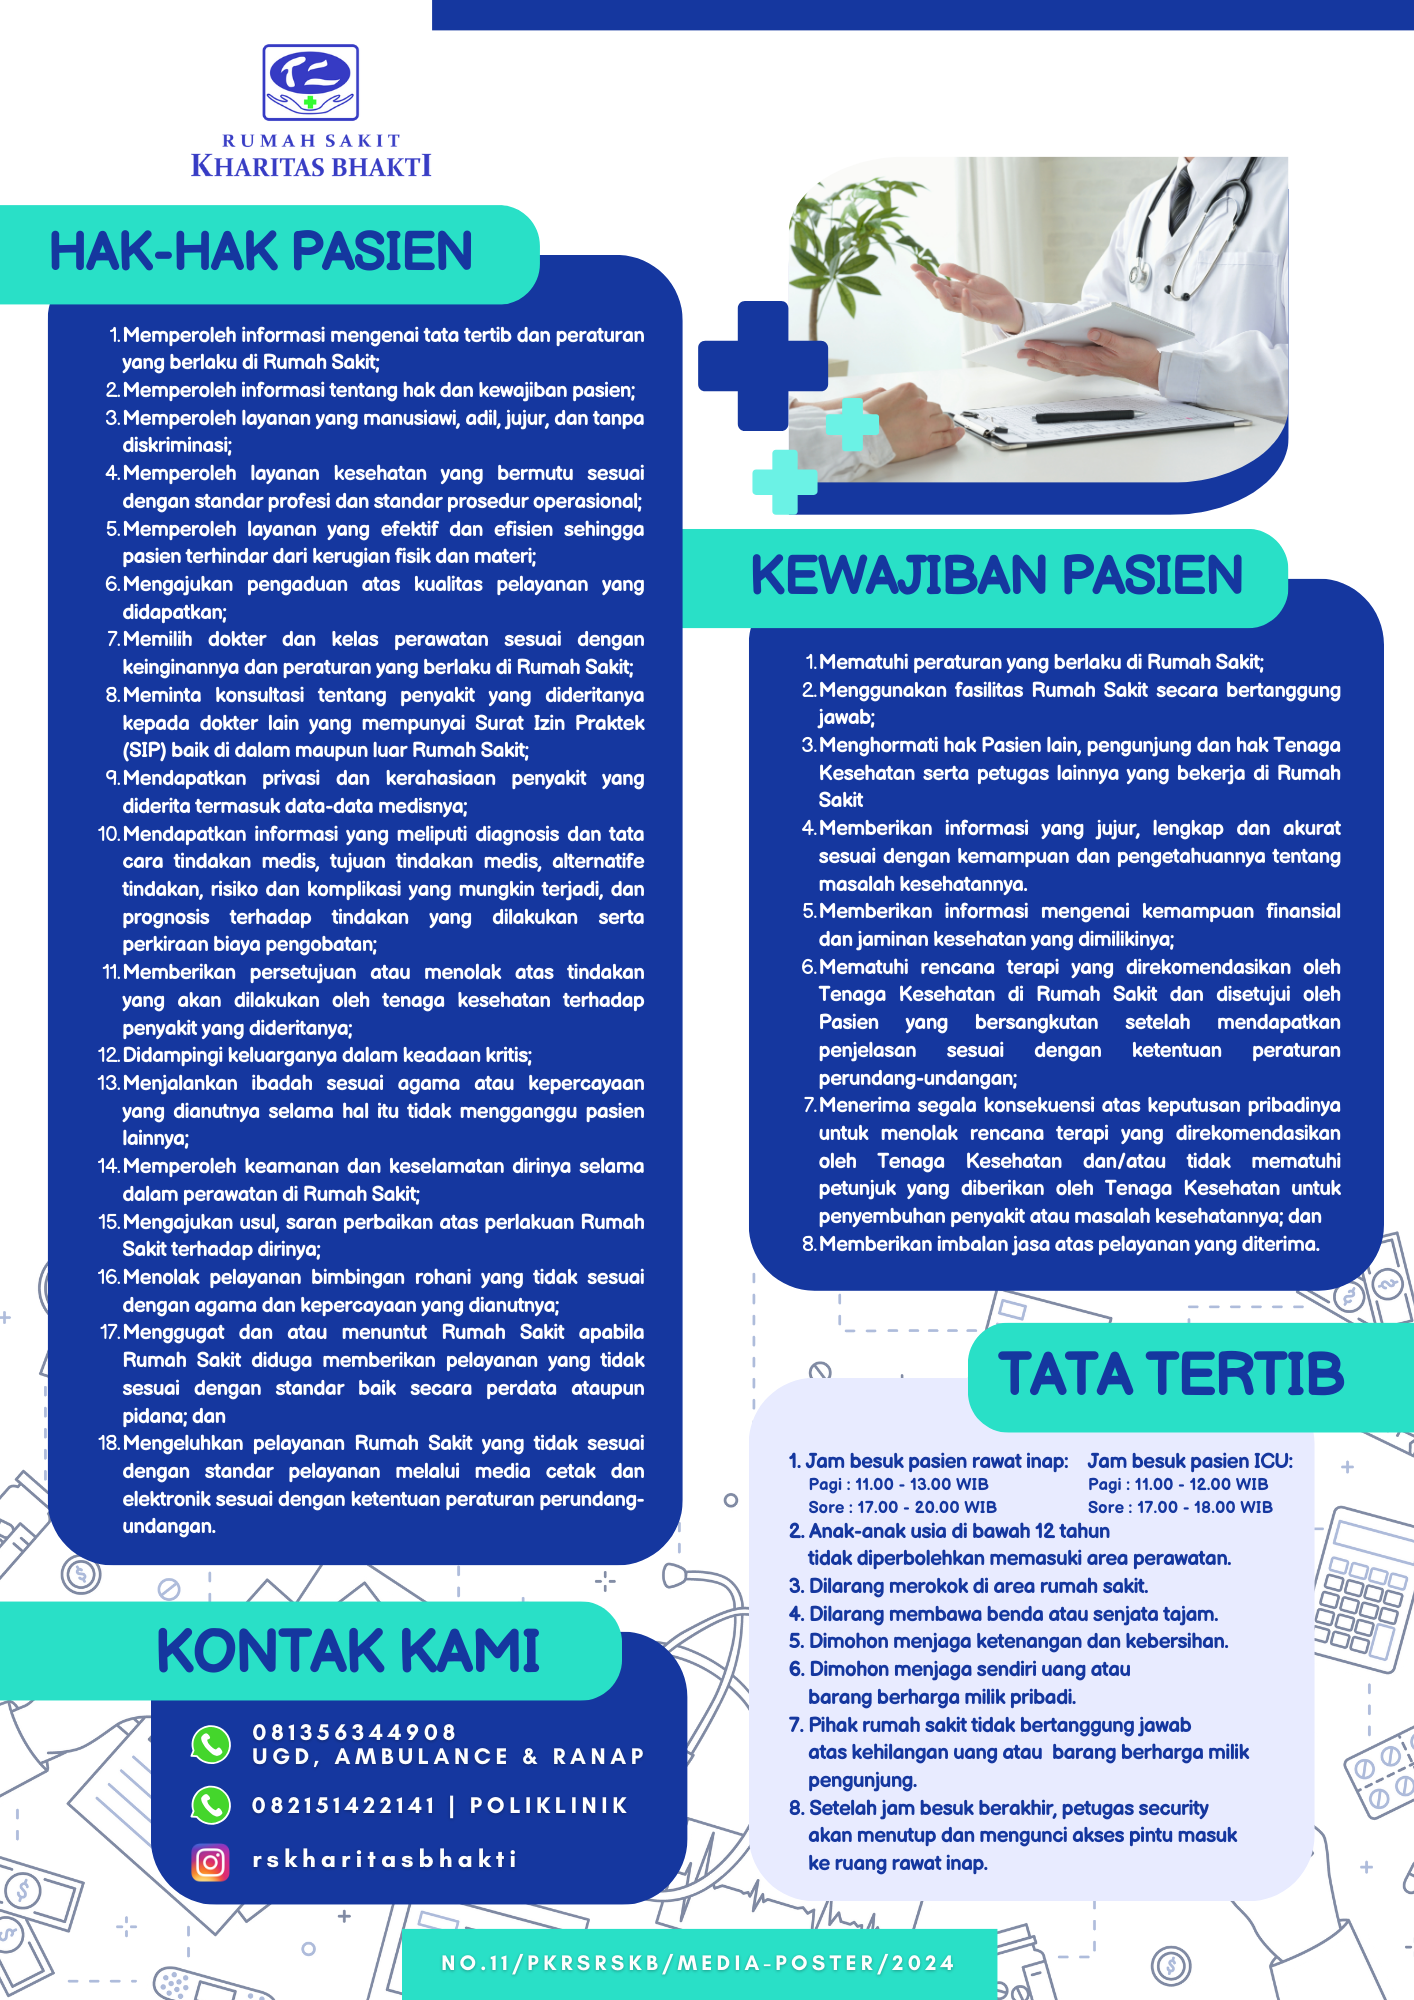 RUMAH SAKIT
KHARITAS BHAKTI
HAK-HAK PASIEN
1. Memperoleh informasi mengenai tata tertib dan peraturan
yang berlaku di Rumah Sakit;
2. Memperoleh informasi tentang hak dan kewajiban pasien;
3. Memperoleh layanan yang manusiawi, adil, jujur, dan tanpa
diskriminasi;
4. Memperoleh layanan kesehatan yang bermutu sesuai
dengan standar profesi dan standar prosedur operasional;
5. Memperoleh layanan yang efektif dan efisien sehingga
pasien terhindar dari kerugian fisik dan materi;
6. Mengajukan pengaduan atas kualitas pelayanan yang
didapatkan;
7. Memilih dokter dan kelas perawatan sesuai dengan
keinginannya dan peraturan yang berlaku di Rumah Sakit;
8. Meminta konsultasi tentang penyakit yang dideritanya
kepada dokter lain yang mempunyai Surat Izin Praktek
(SIP) baik di dalam maupun luar Rumah Sakit;
9. Mendapatkan privasi dan kerahasiaan penyakit yang
diderita termasuk data-data medisnya;
10. Mendapatkan informasi yang meliputi diagnosis dan tata
cara tindakan medis, tujuan tindakan medis, alternatife
tindakan, risiko dan komplikasi yang mungkin terjadi, dan
prognosis terhadap tindakan yang dilakukan serta
perkiraan biaya pengobatan;
11. Memberikan persetujuan atau menolak atas tindakan
yang akan dilakukan oleh tenaga kesehatan terhadap
penyakit yang dideritanya;
12. Didampingi keluarganya dalam keadaan kritis;
13. Menjalankan ibadah sesuai agama atau kepercayaan
yang dianutnya selama hal itu tidak mengganggu pasien
lainnya;
14. Memperoleh keamanan dan keselamatan dirinya selama
dalam perawatan di Rumah Sakit;
15. Mengajukan usul, saran perbaikan atas perlakuan Rumah
Sakit terhadap dirinya;
16. Menolak pelayanan bimbingan rohani yang tidak sesuai
dengan agama dan kepercayaan yang dianutnya;
17. Menggugat dan atau menuntut Rumah Sakit apabila
Rumah Sakit diduga memberikan pelayanan yang tidak
sesuai dengan standar baik secara perdata ataupun
pidana; dan
18. Mengeluhkan pelayanan Rumah Sakit yang tidak sesuai
dengan standar pelayanan melalui media cetak dan
elektronik sesuai dengan ketentuan peraturan perundang-
undangan.
KEWAJIBAN PASIEN
1. Mematuhi peraturan yang berlaku di Rumah Sakit;
2. Menggunakan fasilitas Rumah Sakit secara bertanggung
jawab;
3. Menghormati hak Pasien lain, pengunjung dan hak Tenaga
Kesehatan serta petugas lainnya yang bekerja di Rumah
Sakit
4. Memberikan informasi yang jujur, lengkap dan akurat
sesuai dengan kemampuan dan pengetahuannya tentang
masalah kesehatannya.
5. Memberikan informasi mengenai kemampuan finansial
dan jaminan kesehatan yang dimilikinya;
6. Mematuhi rencana terapi yang direkomendasikan oleh
Tenaga Kesehatan di Rumah Sakit dan disetujui oleh
Pasien yang bersangkutan setelah mendapatkan
penjelasan sesuai dengan ketentuan peraturan
perundang-undangan;
7. Menerima segala konsekuensi atas keputusan pribadinya
untuk menolak rencana terapi yang direkomendasikan
oleh Tenaga Kesehatan dan/atau tidak mematuhi
petunjuk yang diberikan oleh Tenaga Kesehatan untuk
penyembuhan penyakit atau masalah kesehatannya; dan
8. Memberikan imbalan jasa atas pelayanan yang diterima.
TATA TERTIB
1. Jam besuk pasien rawat inap: Jam besuk pasien ICU:
Pagi : 11.00 - 13.00 WIB Pagi : 11.00 - 12.00 WIB
Sore : 17.00 - 20.00 WIB Sore : 17.00 - 18.00 WIB
2. Anak-anak usia di bawah 12 tahun
tidak diperbolehkan memasuki area perawatan.
3. Dilarang merokok di area rumah sakit.
4. Dilarang membawa benda atau senjata tajam.
5. Dimohon menjaga ketenangan dan kebersihan.
6. Dimohon menjaga sendiri uang atau
barang berharga milik pribadi.
7. Pihak rumah sakit tidak bertanggung jawab
atas kehilangan uang atau barang berharga milik
pengunjung.
8. Setelah jam besuk berakhir, petugas security
akan menutup dan mengunci akses pintu masuk
ke ruang rawat inap.
KONTAK KAMI
081356344908
UGD, AMBULANCE & RANAP
082151422141 | POLIKLINIK
rskharitasbhakti
NO.11/PKRSRSKB/MEDIA-POSTER/2024